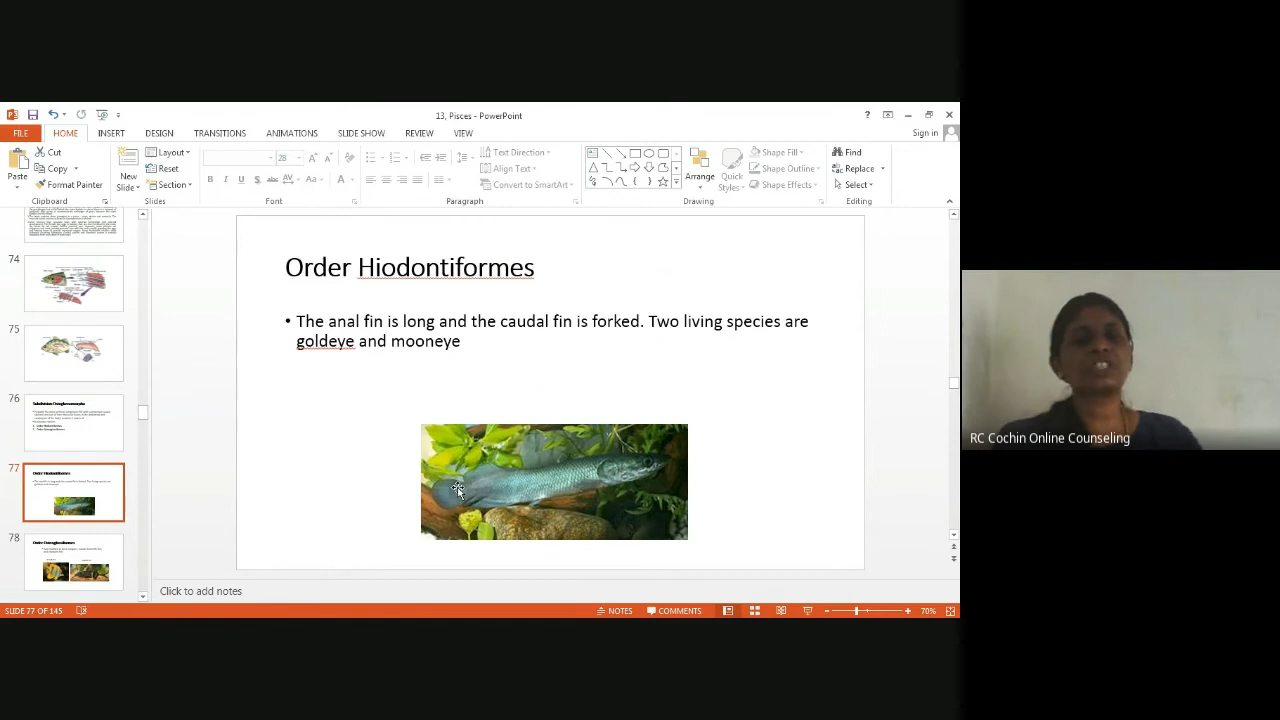 13, Pisces - PowerPoint
Sign in
FILE
HOME
INSERT
DESIGN
TRANSITIONS
ANIMATIONS
SLIDE SHOW
REVIEW
VIEW
Paste
Cut
Copy
Format Painter
Clipboard
New
Slide
Layout
Reset
Section
Slides
28
Font
Text Direction
Align Text
Convert to SmartArt
Paragraph
Arrange
Quick
Styles
Shape Fill
Shape Outline
Shape Effects
Drawing
Find
Replace
Select
Editing
74
75
76
77
Order Hiodontiformes
78
Order Hiodontiformes
• The anal fin is long and the caudal fin is forked. Two living species are
goldeye and mooneye
Click to add notes
SLIDE 77 OF 145
NOTES
COMMENTS
70%
RC Cochin Online Counseling